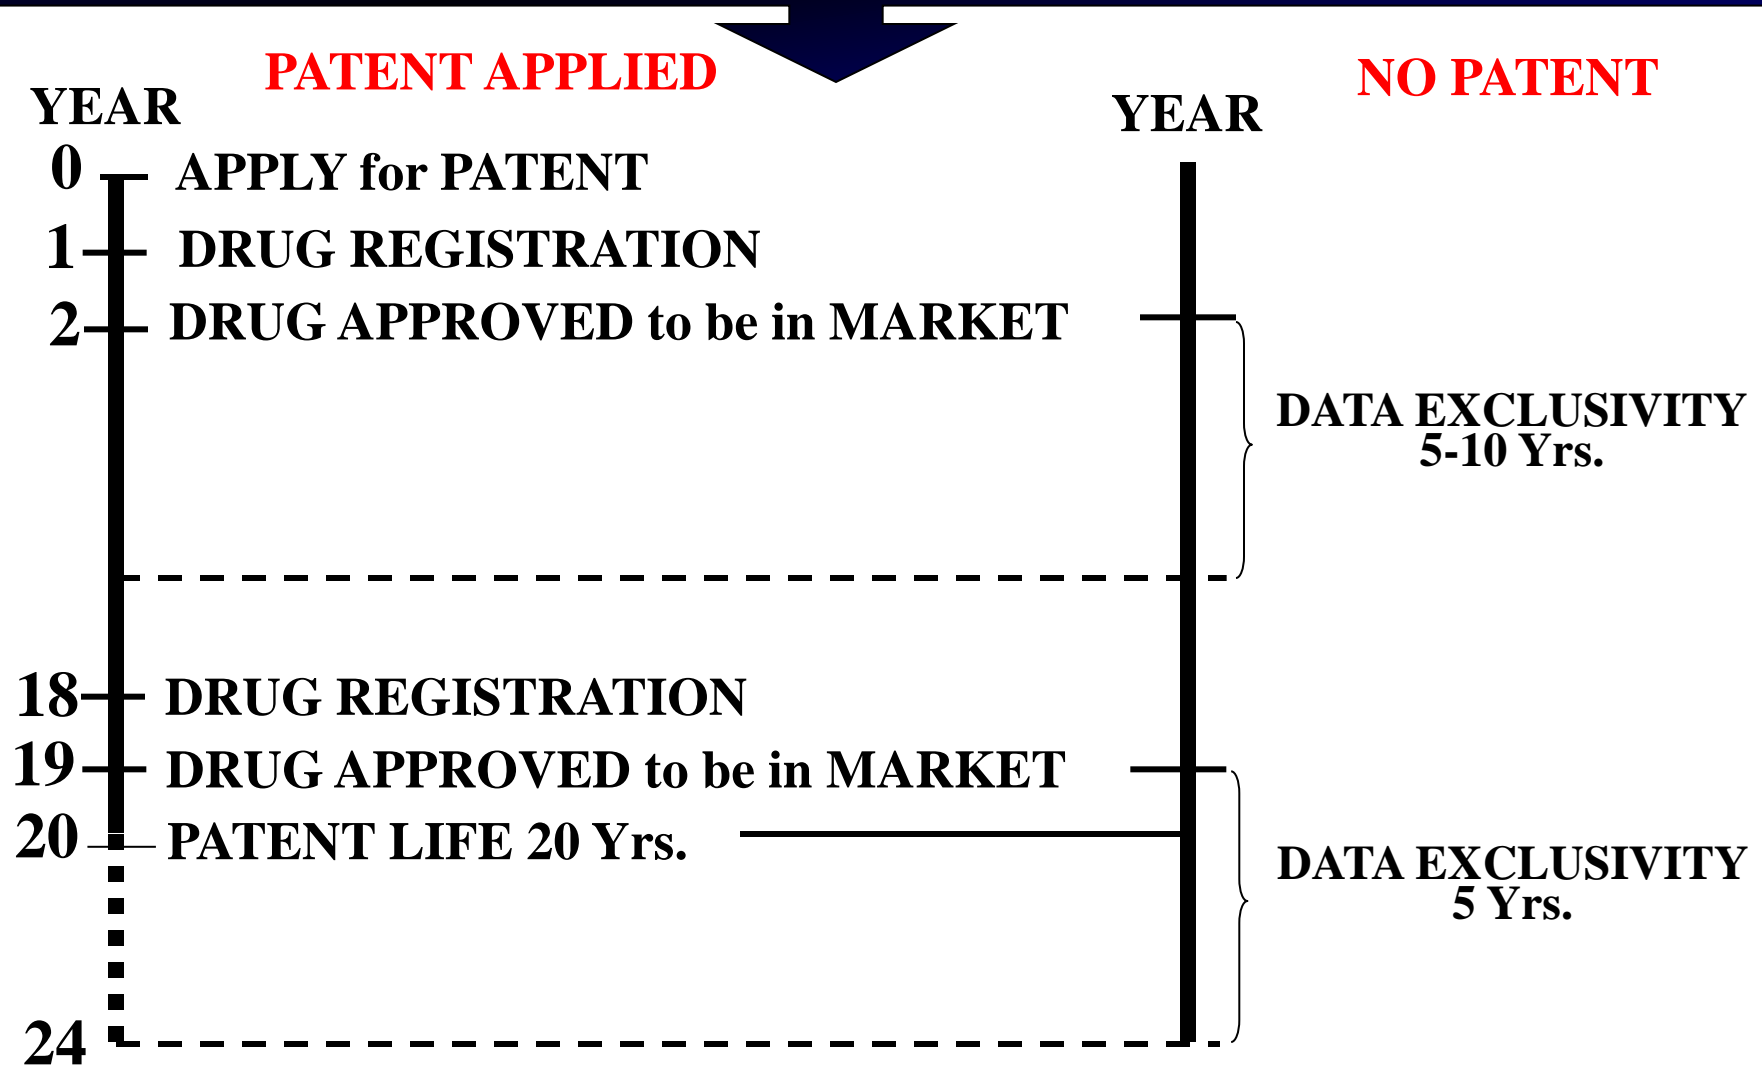 PATENT APPLIED
NO PATENT
YEAR
YEAR
0 APPLY for PATENT
1 DRUG REGISTRATION
2 DRUG APPROVED to be in MARKET
DATA EXCLUSIVITY
5-10 Yrs.
18 DRUG REGISTRATION
19 DRUG APPROVED to be in MARKET
20 PATENT LIFE 20 Yrs.
DATA EXCLUSIVITY
5 Yrs.
24